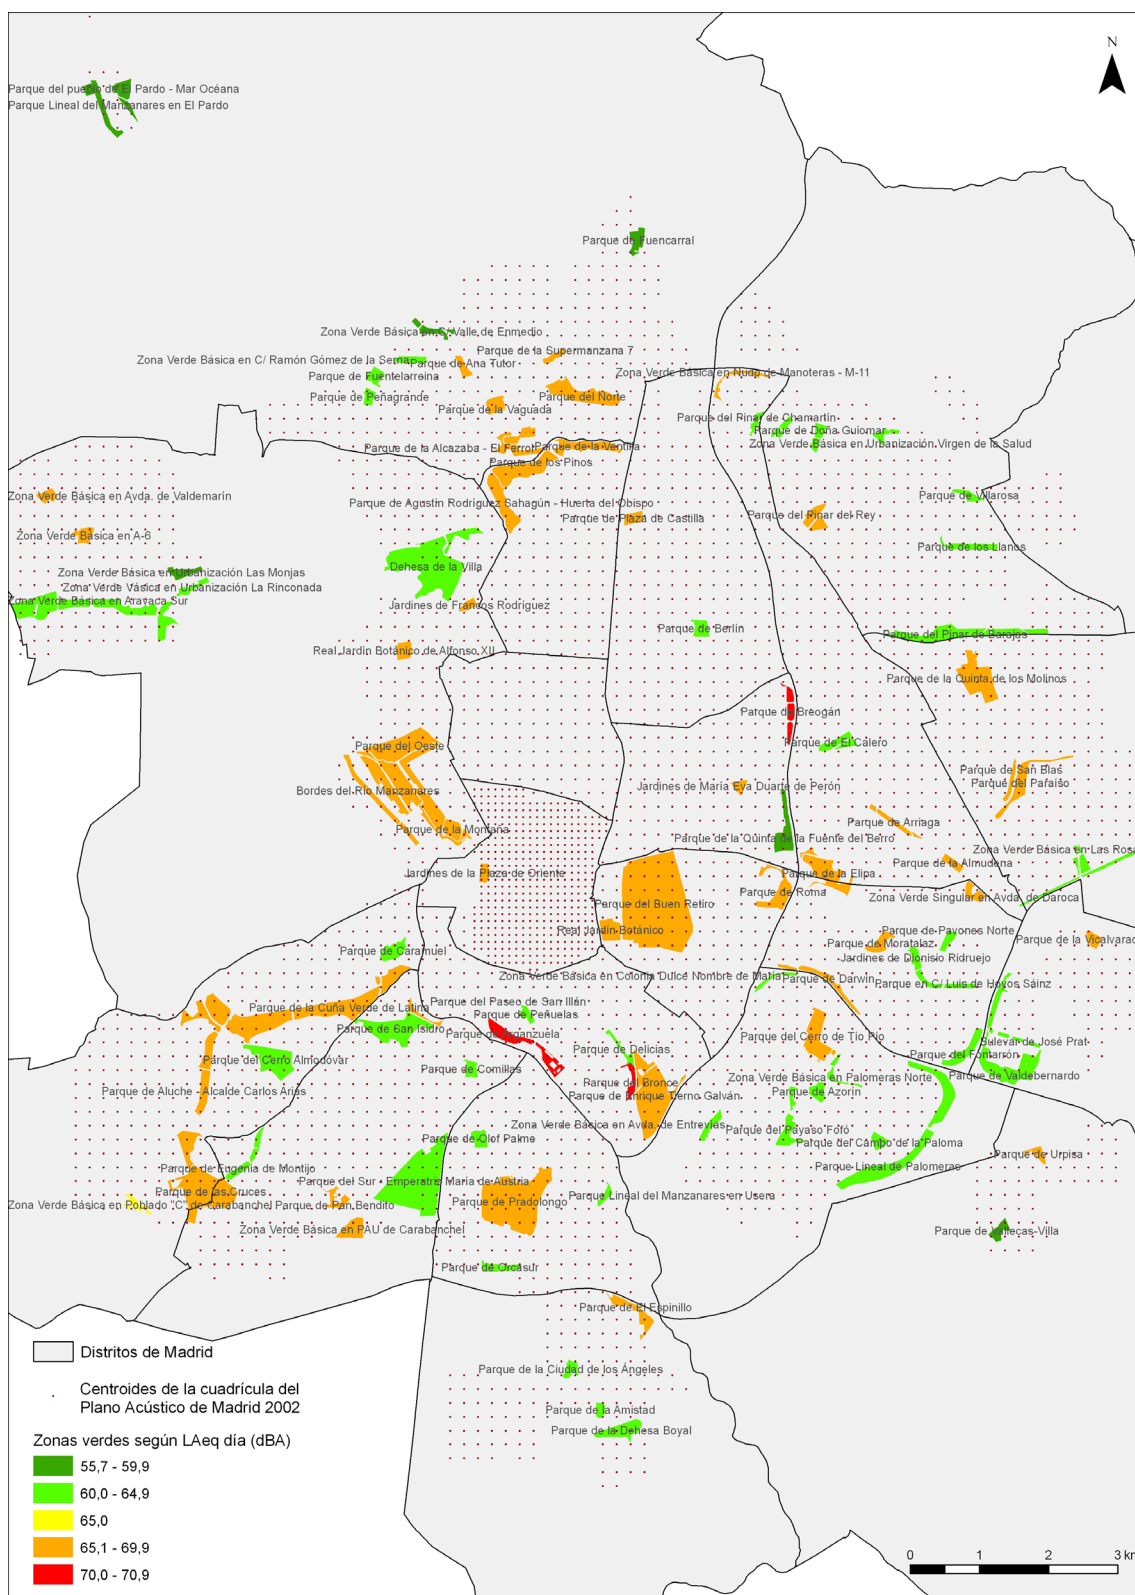 N
Parque del pueblo de El Pardo - Mar Océana
Parque Lineal del Manzanares en El Pardo
Parque de Fuencarral
Zona Verde Básica en C/ Valle de Enmedio
Parque de la Supermanzana 7
Zona Verde Básica en C/ Ramón Gómez de la Serna
Parque de Ana Tutor
Zona Verde Básica en Nudo de Manoteras - M-11
Parque de Fuentelarreina
Parque de Peñagrande
Parque del Norte
Parque de la Vaguada
Parque del Pinar de Chamartín
Parque de Doña Guiomar
Zona Verde Básica en Urbanización Virgen de la Salud
Parque de la Alcazaba - El Ferrol
Parque de la Ventilla
Parque de los Pinos
Zona Verde Básica en Avda. de Valdemarín
Parque de Villarosa
Parque de Agustín Rodríguez Sahagún - Huerta del Obispo
Parque de Plaza de Castilla
Parque del Pinar del Rey
Zona Verde Básica en A-6
Parque de los Llanos
Dehesa de la Villa
Zona Verde Básica en Urbanización Las Monjas
Zona Verde Vásica en Urbanización La Rinconada
Zona Verde Básica en Aravaca Sur
Jardines de Francos Rodríguez
Parque de Berlín
Parque del Pinar de Barajas
Real Jardín Botánico de Alfonso XII
Parque de la Quinta de los Molinos
Parque de Breogán
Parque del Oeste
Parque de El Calero
Parque de San Blas
Parque del Paraíso
Jardines de María Eva Duarte de Perón
Bordes del Río Manzanares
Parque de Arriaga
Parque de la Montaña
Parque de la Quinta de la Fuente del Berro
Zona Verde Básica en Las Rosa
Parque de la Almudena
Jardines de la Plaza de Oriente
Parque de la Elipa
Parque de Roma
Zona Verde Singular en Avda. de Daroca
Parque del Buen Retiro
Real Jardín Botánico
Parque de Pavones Norte
Parque de la Vicalvarad
Parque de Moratalaz
Parque de Caramuel
Jardines de Dionisio Ridruejo
Zona Verde Básica en Colonia Dulce Nombre de María
Parque de Darwin
Parque en C/ Luis de Hoyos Sáinz
Parque del Paseo de San Illán
Parque de la Cuña Verde de Latina
Parque de Peñuelas
Parque de San Isidro
Parque de Arganzuela
Parque del Cerro de Tío Pío
Bulevar de José Prat
Parque de Delicias
Parque del Fontarrón
Parque del Cerro Almodóvar
Parque de Comillas
Zona Verde Básica en Palomeras Norte
Parque de Valdebernardo
Parque del Bronce
Parque de Aluche - Alcalde Carlos Arias
Parque de Enrique Tierno Galván
Parque de Azorín
Zona Verde Básica en Avda. de Entrevías
Parque del Payaso Fofó
Parque de Olof Palme
Parque del Campo de la Paloma
Parque de Urpisa
Parque de Eugenia de Montijo
Parque Lineal de Palomeras
Parque del Sur - Emperatriz María de Austria
Parque de las Cruces
Parque Lineal del Manzanares en Usera
Zona Verde Básica en Poblado "C" de Carabanchel
Parque de Pan Bendito
Parque de Pradolongo
Zona Verde Básica en PAU de Carabanchel
Parque de Vallecas-Villa
Parque de Orcasur
Parque de El Espinillo
Parque de la Ciudad de los Ángeles
Parque de la Amistad
Parque de la Dehesa Boyal
Distritos de Madrid
Centroides de la cuadrícula del
Plano Acústico de Madrid 2002
Zonas verdes según LAeq día (dBA)
55,7 - 59,9
60,0 - 64,9
65,0
65,1 - 69,9
70,0 - 70,9
0 1 2 3 km